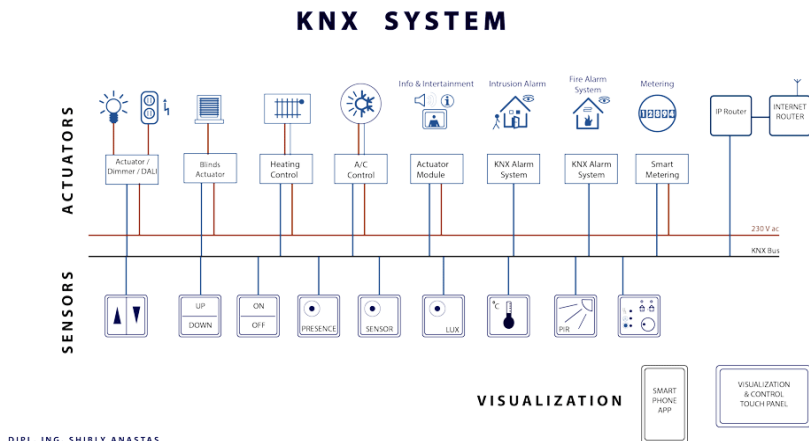 KNX SYSTEM
ACTUATORS
Info & Intertainment
Intrusion Alarm
Fire Alarm
System
Metering
12894
IP Router
INTERNET
ROUTER
Actuator /
Dimmer / DALI
Blinds
Actuator
Heating
Control
A/C
Control
Actuator
Module
KNX Alarm
System
KNX Alarm
System
Smart
Metering
230 V ac
KNX Bus
SENSORS
UP
DOWN
ON
OFF
PRESENCE
SENSOR
LUX
°C
PIR
VISUALIZATION
SMART
PHONE
APP
VISUALIZATION
& CONTROL
TOUCH PANEL
DIPL. ING. SHIBLY ANASTAS